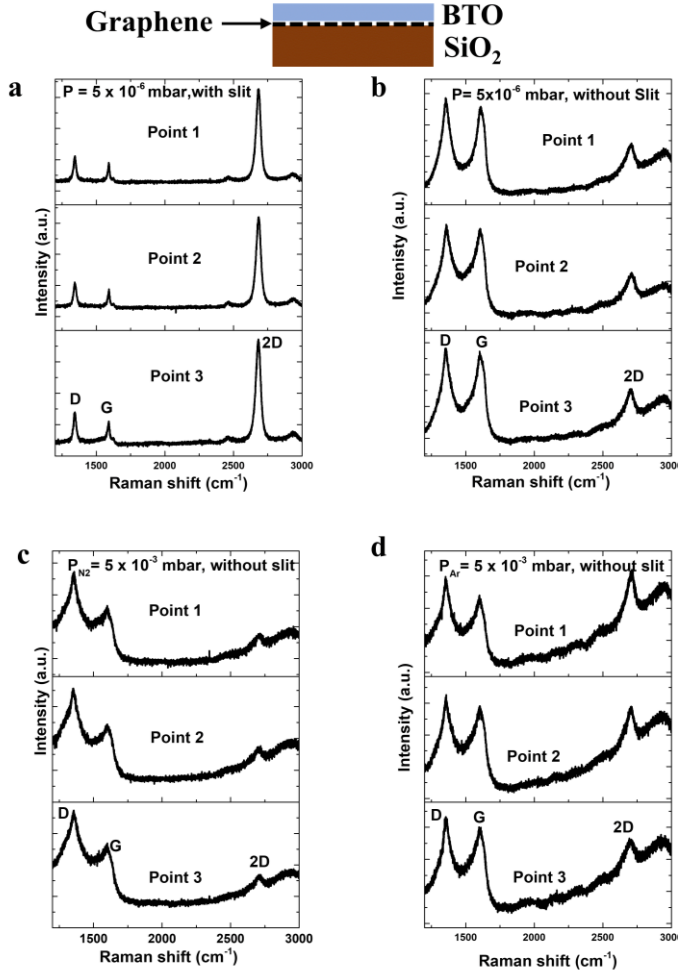 Graphene
BTO
SiO2
a
P = 5 x 10-6 mbar,with slit
Point 1
Point 2
Point 3
D
G
2D
Intensity (a.u.)
1500 2000 2500 3000
Raman shift (cm-1)
b
P= 5x10-6 mbar, without Slit
Point 1
Point 2
Point 3
D
G
2D
Intenisty (a.u.)
1500 2000 2500 3000
Raman shift (cm-1)
c
PN2= 5 x 10-3 mbar, without slit
Point 1
Point 2
Point 3
D
G
2D
Intensity (a.u.)
1500 2000 2500 3000
Raman shift (cm-1)
d
PAr = 5 x 10-3 mbar, without slit
Point 1
Point 2
Point 3
D
G
2D
Intensity (a.u.)
1500 2000 2500 3000
Raman shift (cm-1)